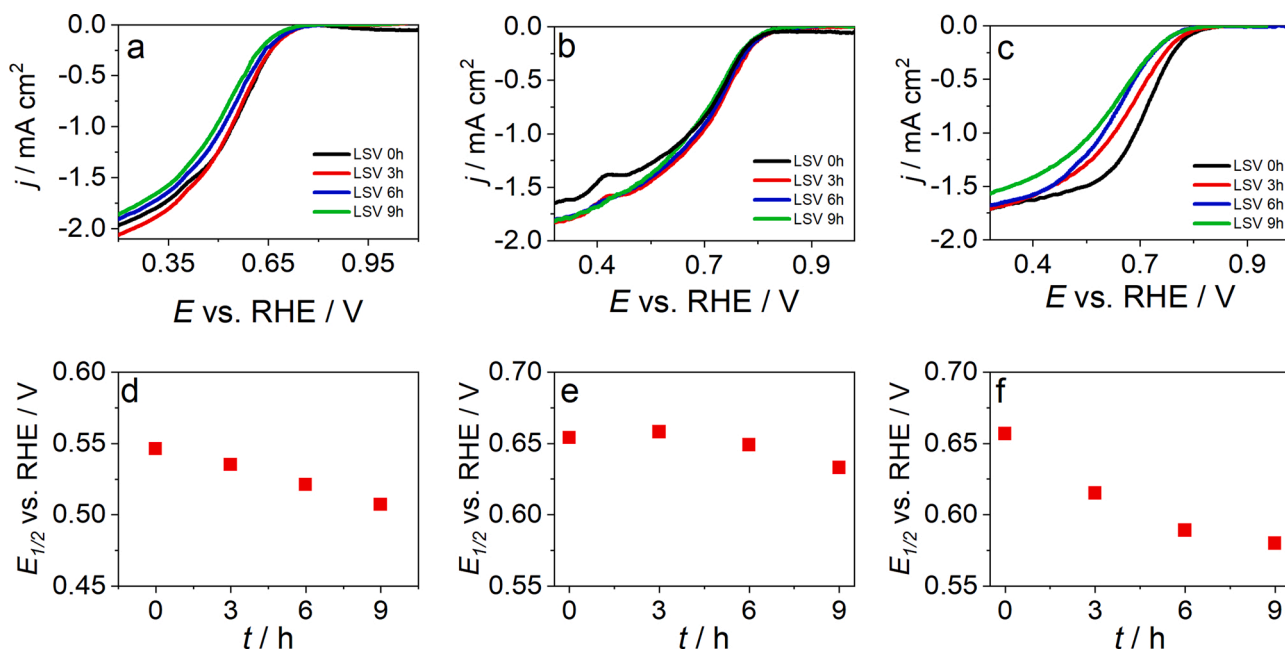 a
0.0
-0.5
-1.0
-1.5
-2.0
j / mA cm²
LSV 0h
LSV 3h
LSV 6h
LSV 9h
0.35 0.65 0.95
E vs. RHE / V
b
0.0
-0.5
-1.0
-1.5
-2.0
j / mA cm²
LSV 0h
LSV 3h
LSV 6h
LSV 9h
0.4 0.7 0.9
E vs. RHE / V
c
0.0
-0.5
-1.0
-1.5
-2.0
j / mA cm²
LSV 0h
LSV 3h
LSV 6h
LSV 9h
0.4 0.7 0.9
E vs. RHE / V
d
0.60
0.55
0.50
0.45
E1/2 vs. RHE / V
0 3 6 9
t / h
e
0.70
0.65
0.60
0.55
E1/2 vs. RHE / V
0 3 6 9
t / h
f
0.70
0.65
0.60
0.55
E1/2 vs. RHE / V
0 3 6 9
t / h